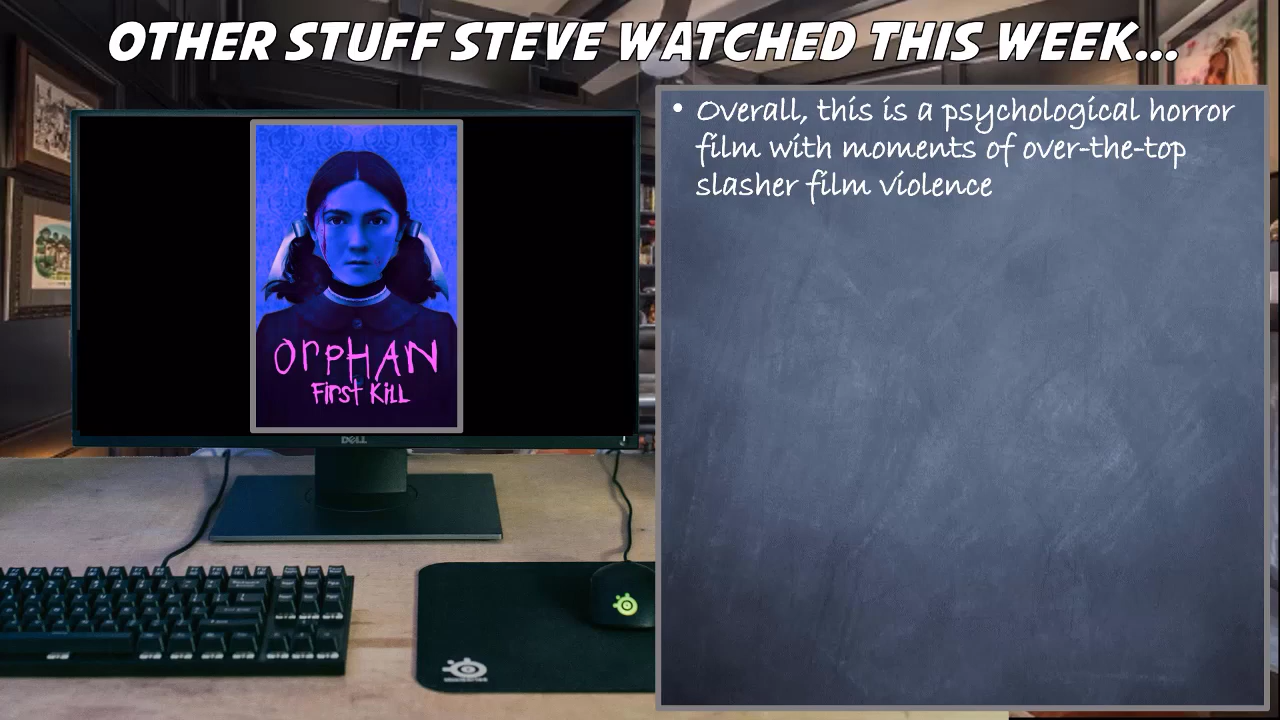 OTHER STUFF STEVE WATCHED THIS WEEK...
• Overall, this is a psychological horror
film with moments of over-the-top
slasher film violence
ORPHAN
FIRST KILL
DELL